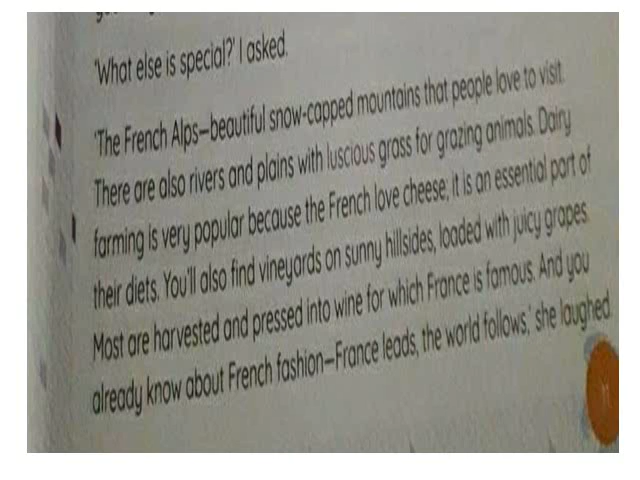 'What else is special?' I asked.
'The French Alps—beautiful snow-capped mountains that people love to visit.
There are also rivers and plains with luscious grass for grazing animals. Dairy
farming is very popular because the French love cheese; it is an essential part of
their diets. You'll also find vineyards on sunny hillsides, loaded with juicy grapes.
Most are harvested and pressed into wine for which France is famous. And you
already know about French fashion—France leads, the world follows,' she laughed.